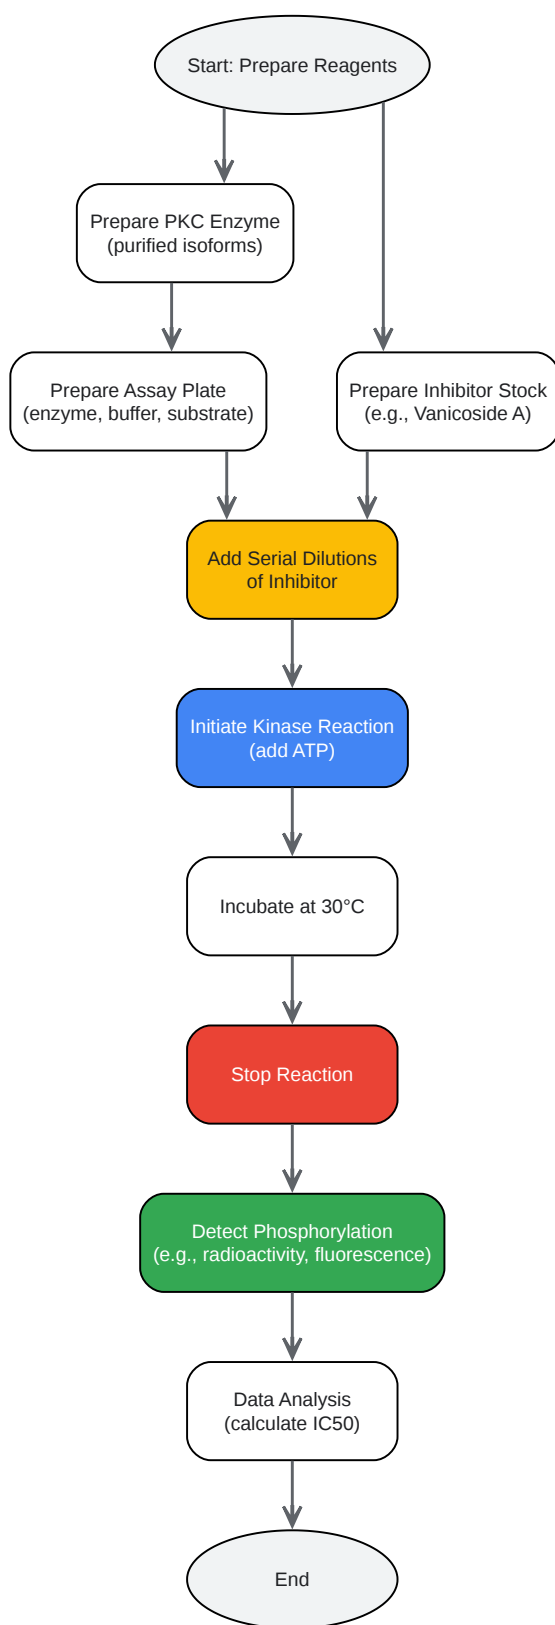 Start: Prepare Reagents
Prepare PKC Enzyme
(purified isoforms)
Prepare Assay Plate
(enzyme, buffer, substrate)
Prepare Inhibitor Stock
(e.g., Vanicoside A)
Add Serial Dilutions
of Inhibitor
Initiate Kinase Reaction
(add ATP)
Incubate at 30°C
Stop Reaction
Detect Phosphorylation
(e.g., radioactivity, fluorescence)
Data Analysis
(calculate IC50)
End